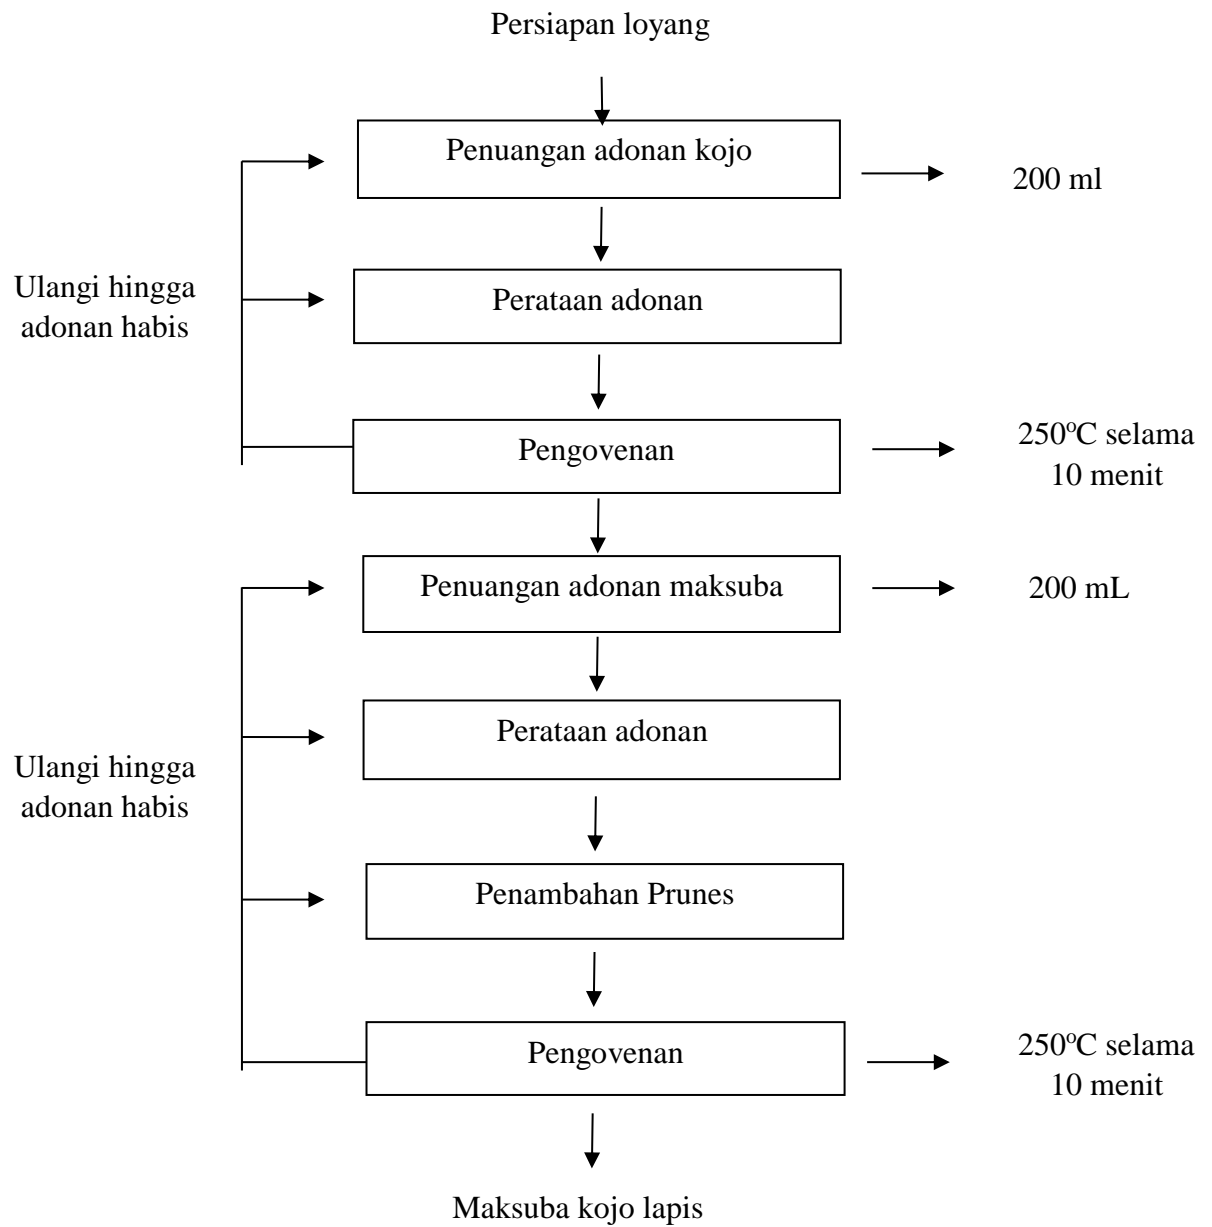 Persiapan loyang
Penuangan adonan kojo
200 ml
Perataan adonan
Ulangi hingga
adonan habis
Pengovenan
250ºC selama
10 menit
Penuangan adonan maksuba
200 mL
Perataan adonan
Ulangi hingga
adonan habis
Penambahan Prunes
Pengovenan
250ºC selama
10 menit
Maksuba kojo lapis